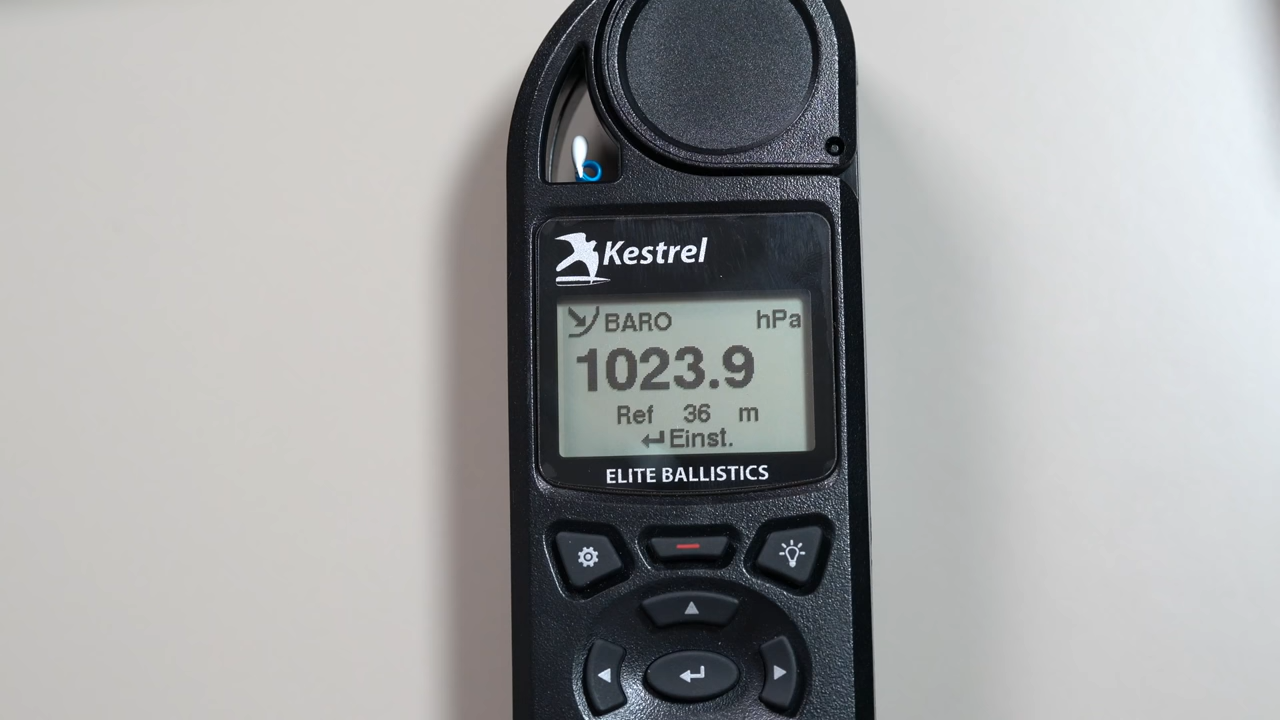 Kestrel
BARO hPa
1023.9
Ref 36 m
Einst.
ELITE BALLISTICS